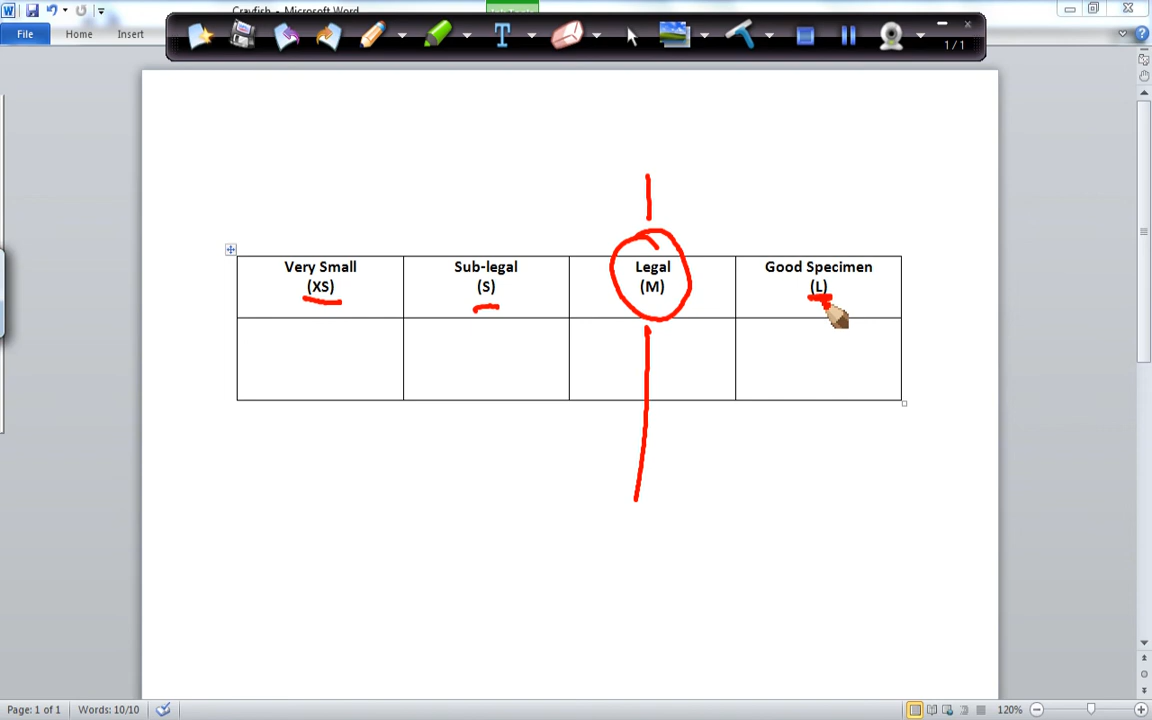 Crayfish - Microsoft Word
File Home Insert
1/1
Very Small
(XS)
Sub-legal
(S)
Legal
(M)
Good Specimen
(L)
Page: 1 of 1 Words: 10/10 120%